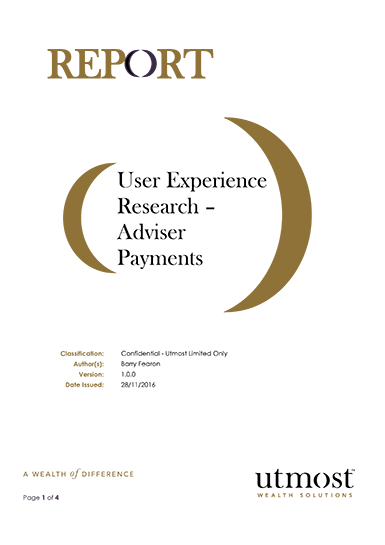 REPORT
User Experience
Research –
Adviser
Payments
Classification: Confidential - Utmost Limited Only
Author(s): Barry Fearon
Version: 1.0.0
Date Issued: 28/11/2016
A WEALTH of DIFFERENCE
utmost™
WEALTH SOLUTIONS
Page 1 of 4